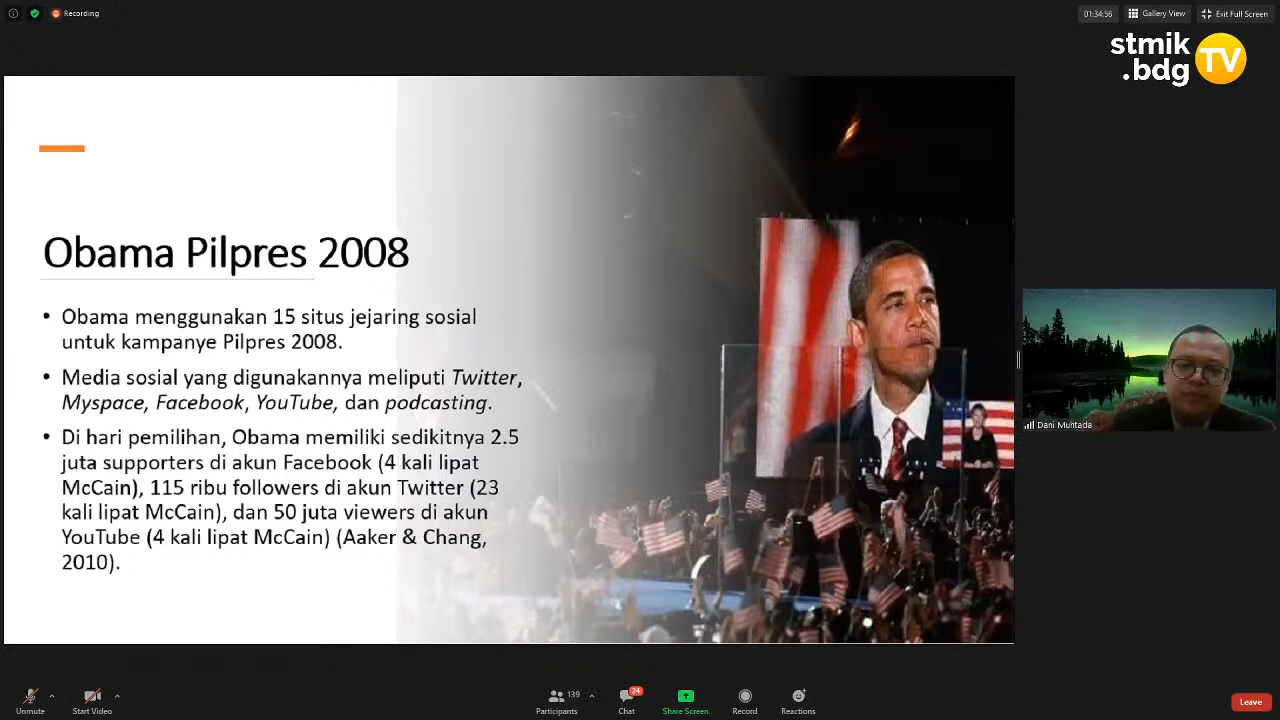 Recording
01:34:56
Gallery View
Exit Full Screen
stmik
.bdg
TV
Obama Pilpres 2008
• Obama menggunakan 15 situs jejaring sosial
untuk kampanye Pilpres 2008.
• Media sosial yang digunakannya meliputi Twitter,
Myspace, Facebook, YouTube, dan podcasting.
• Di hari pemilihan, Obama memiliki sedikitnya 2.5
juta supporters di akun Facebook (4 kali lipat
McCain), 115 ribu followers di akun Twitter (23
kali lipat McCain), dan 50 juta viewers di akun
YouTube (4 kali lipat McCain) (Aaker & Chang,
2010).
Dani Muhtada
Unmute
Start Video
139
Participants
24
Chat
Share Screen
Record
Reactions
Leave